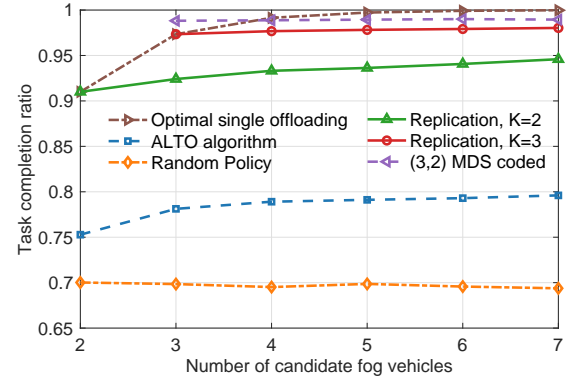 Task completion ratio
1
0.95
0.9
0.85
0.8
0.75
0.7
0.65
Optimal single offloading
ALTO algorithm
Random Policy
Replication, K=2
Replication, K=3
(3,2) MDS coded
2 3 4 5 6 7
Number of candidate fog vehicles